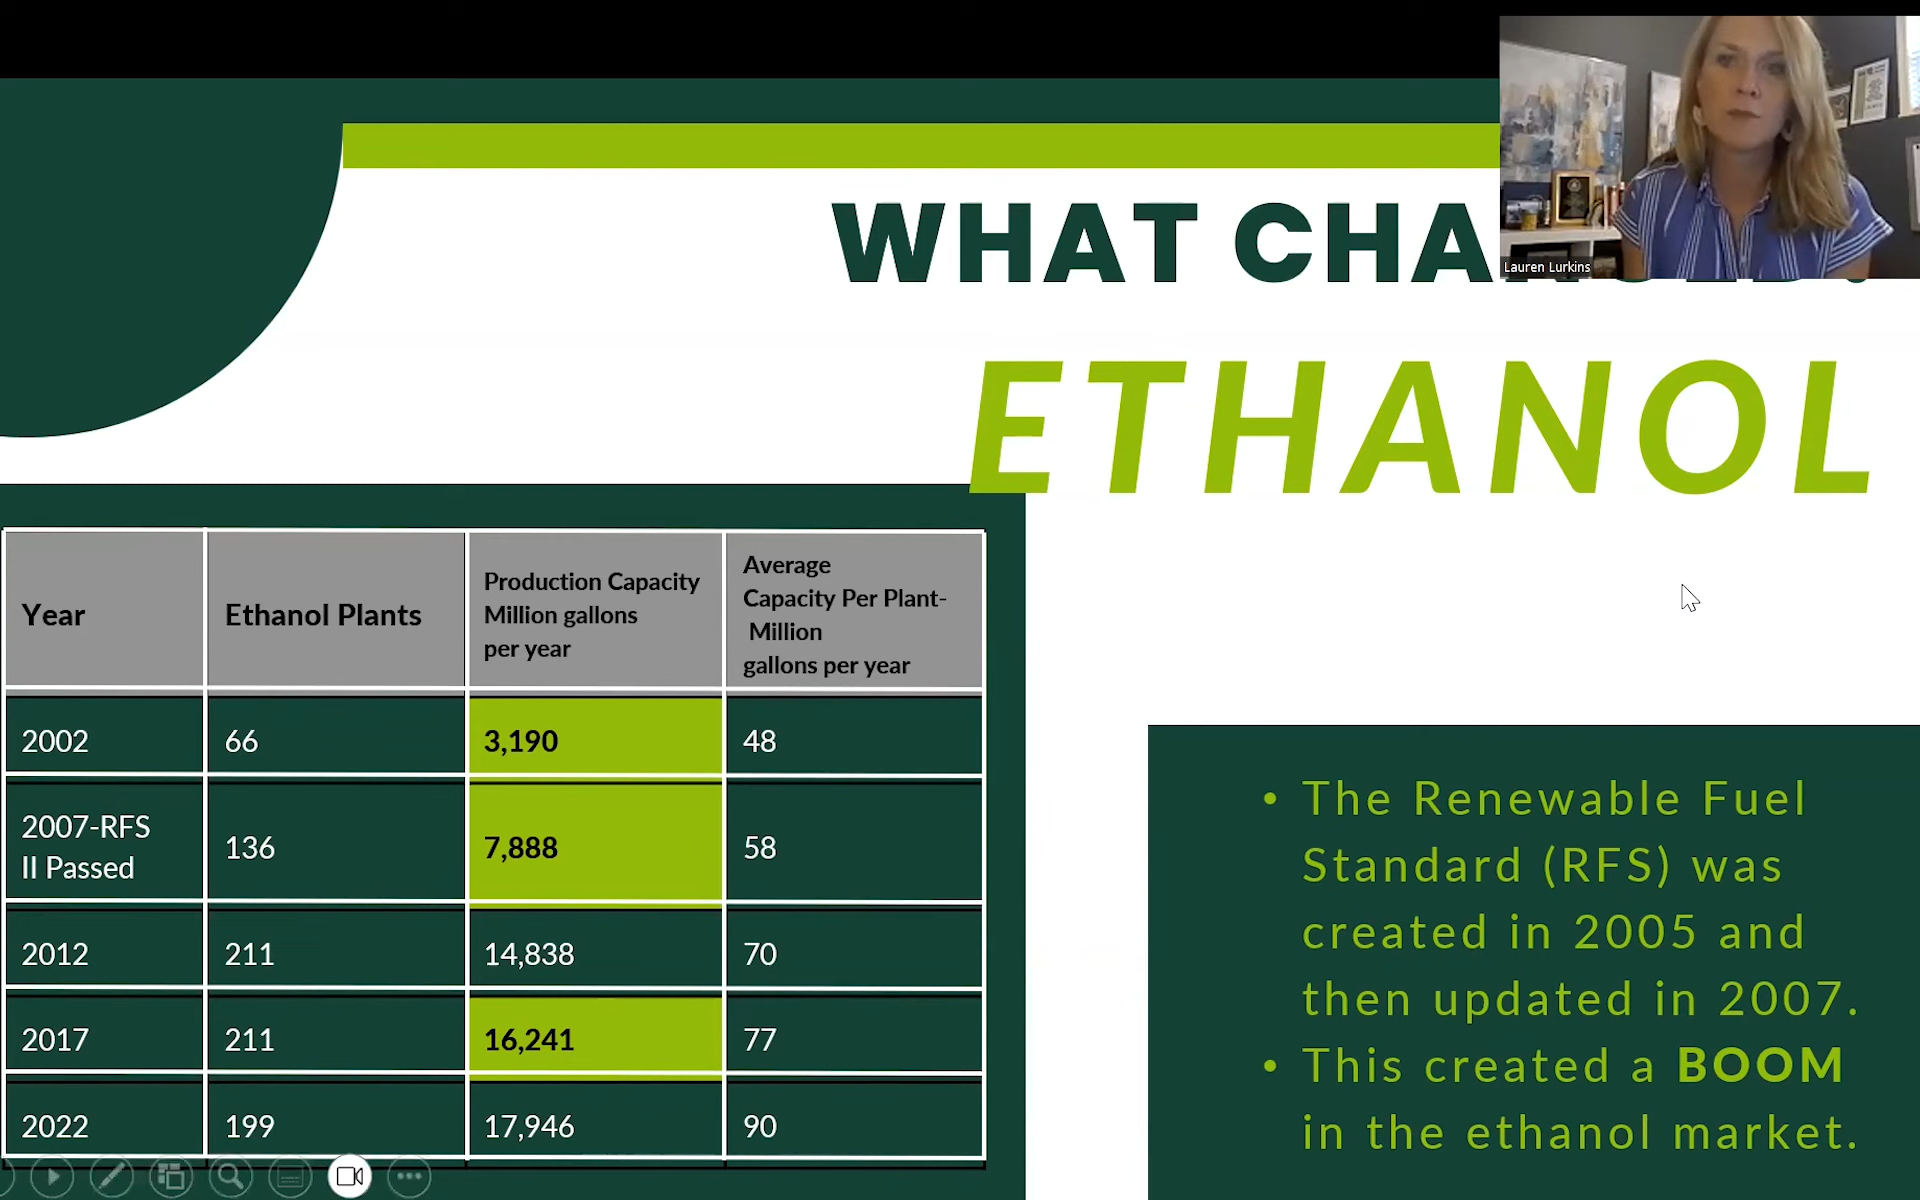 WHAT CHA
Lauren Lurkins
ETHANOL
Year
Ethanol Plants
Production Capacity
Million gallons
per year
Average
Capacity Per Plant-
Million
gallons per year
2002
66
3,190
48
2007-RFS
II Passed
136
7,888
58
2012
211
14,838
70
2017
211
16,241
77
2022
199
17,946
90
• The Renewable Fuel
Standard (RFS) was
created in 2005 and
then updated in 2007.
• This created a BOOM
in the ethanol market.